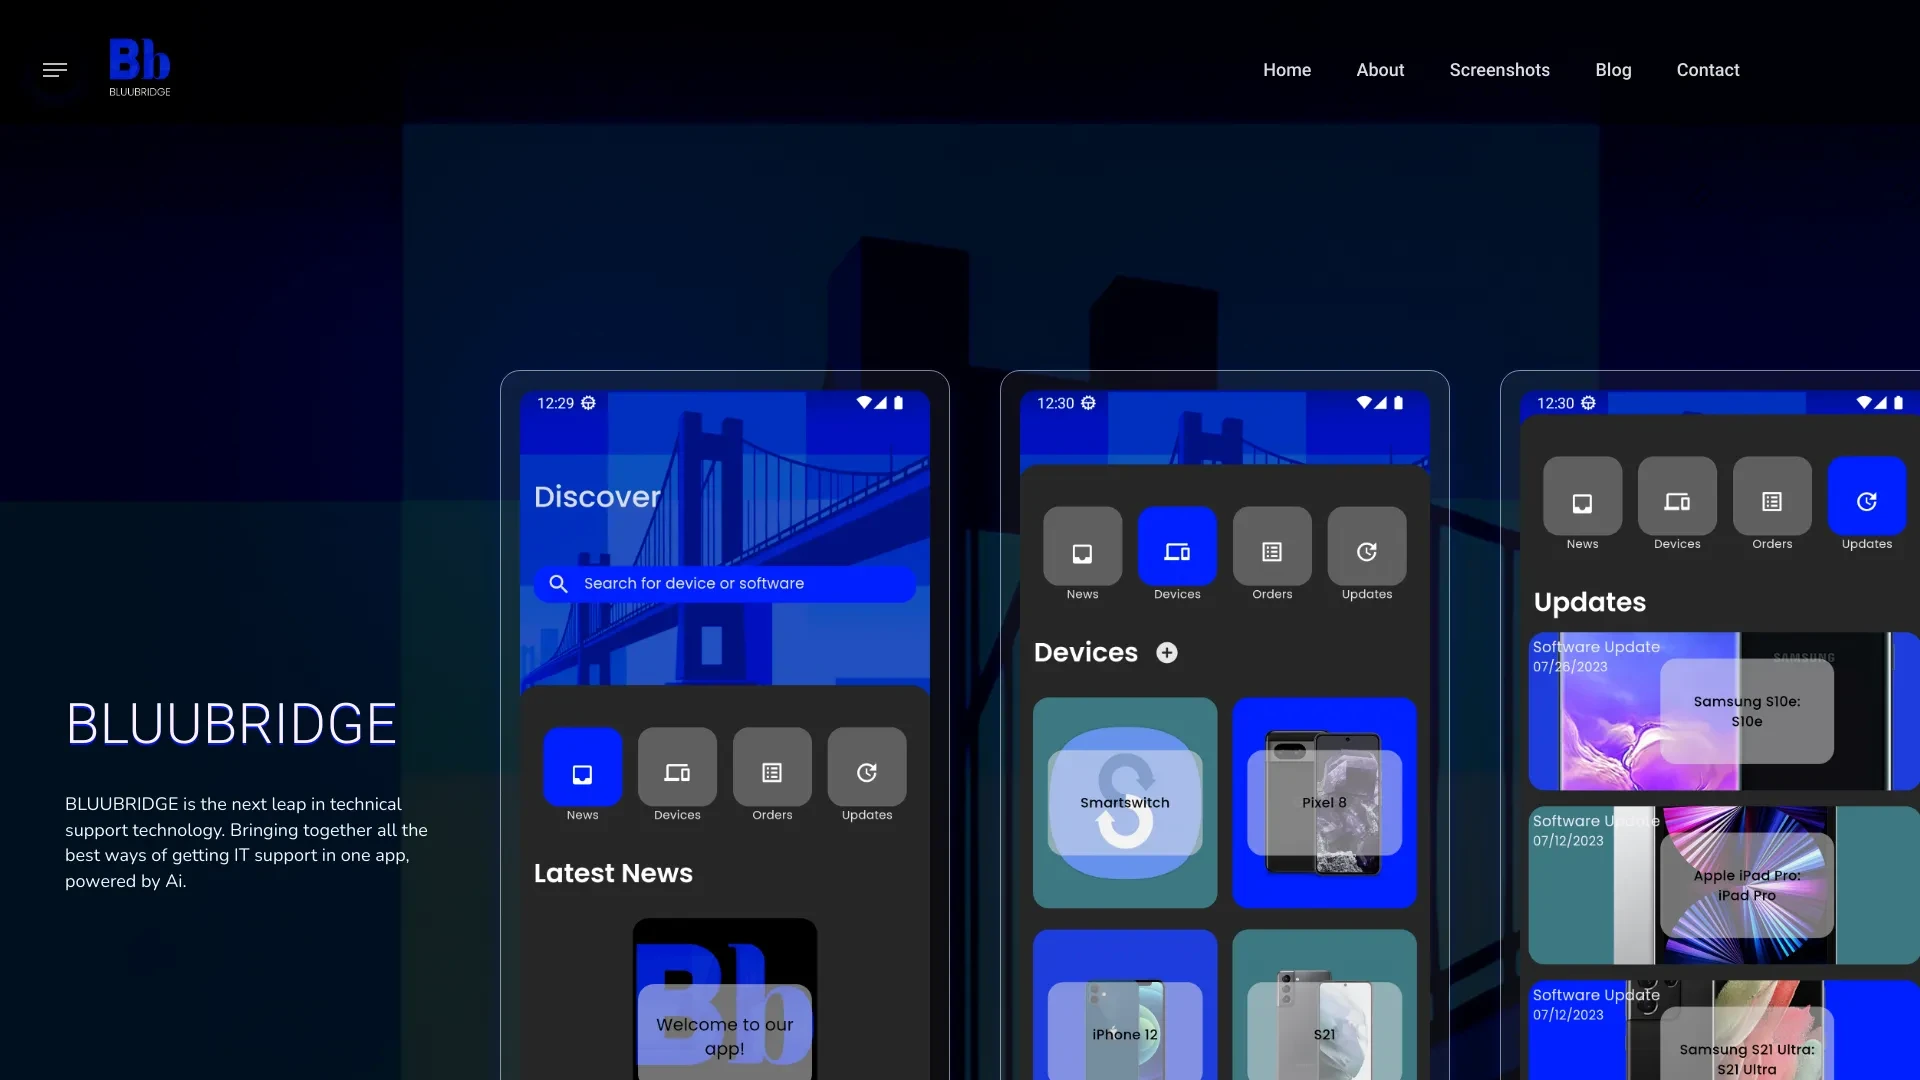 Bb
BLUUBRIDGE
Home
About
Screenshots
Blog
Contact
BLUUBRIDGE
BLUUBRIDGE is the next leap in technical
support technology. Bringing together all the
best ways of getting IT support in one app,
powered by Ai.
12:29
Discover
Search for device or software
News
Devices
Orders
Updates
Latest News
Bb
Welcome to our
app!
12:30
News
Devices
Orders
Updates
Devices
Smartswitch
Pixel 8
iPhone 12
S21
12:30
News
Devices
Orders
Updates
Updates
Software Update
07/26/2023
SAMSUNG
Samsung S10e:
S10e
Software Update
07/12/2023
Apple iPad Pro:
iPad Pro
Software Update
07/12/2023
Samsung S21 Ultra:
S21 Ultra